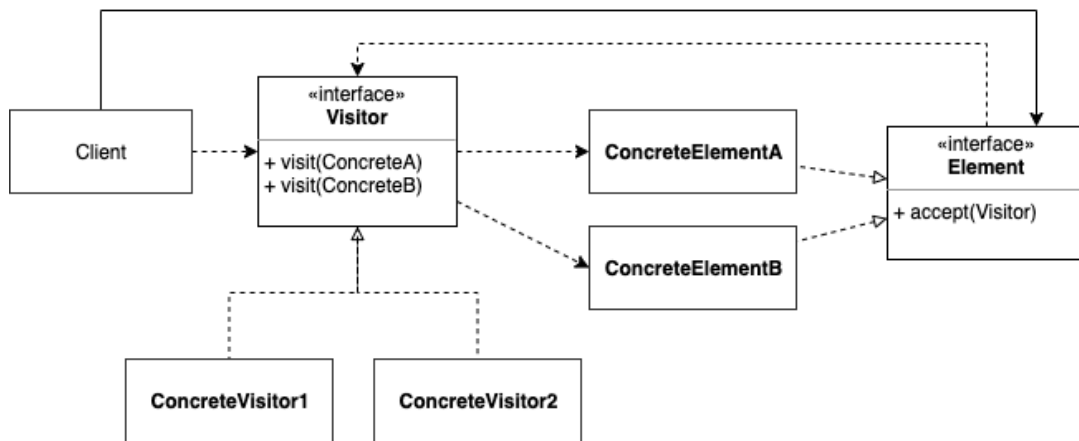 «interface»
Visitor
Client
+ visit(ConcreteA)
+ visit(ConcreteB)
ConcreteElementA
ConcreteElementB
«interface»
Element
+ accept(Visitor)
ConcreteVisitor1
ConcreteVisitor2